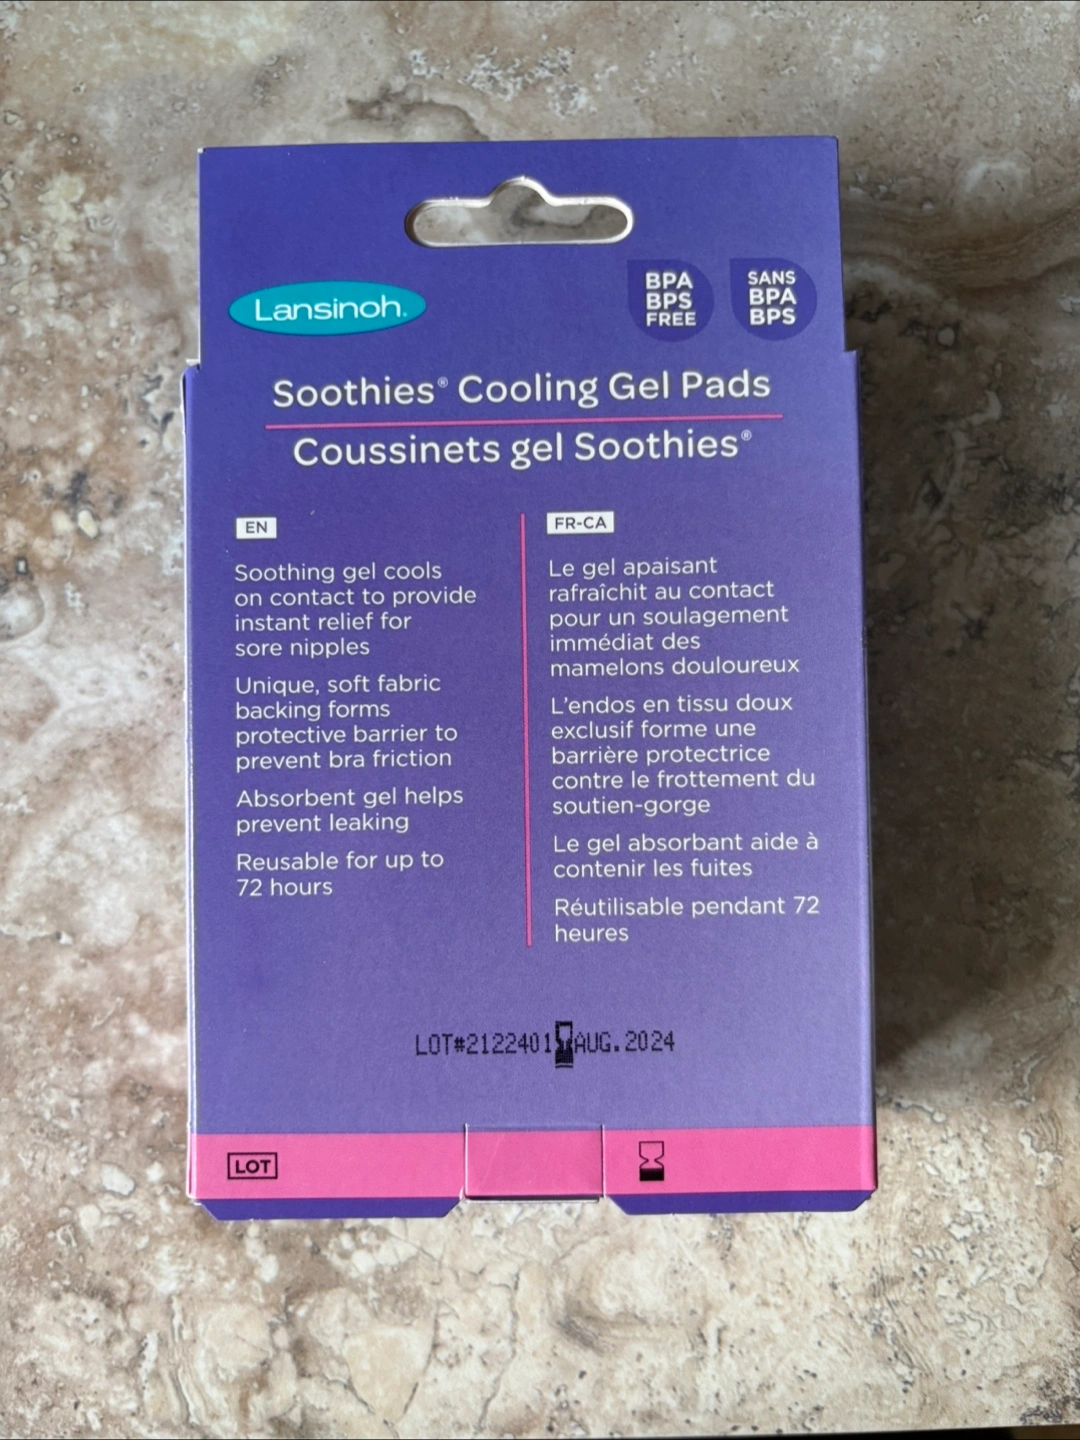 Lansinoh®
BPA
BPS
FREE
SANS
BPA
BPS
Soothies® Cooling Gel Pads
Coussinets gel Soothies®
EN
Soothing gel cools
on contact to provide
instant relief for
sore nipples
Unique, soft fabric
backing forms
protective barrier to
prevent bra friction
Absorbent gel helps
prevent leaking
Reusable for up to
72 hours
FR-CA
Le gel apaisant
rafraîchit au contact
pour un soulagement
immédiat des
mamelons douloureux
L'endos en tissu doux
exclusif forme une
barrière protectrice
contre le frottement du
soutien-gorge
Le gel absorbant aide à
contenir les fuites
Réutilisable pendant 72
heures
LOT#2122401 AUG.2024
LOT